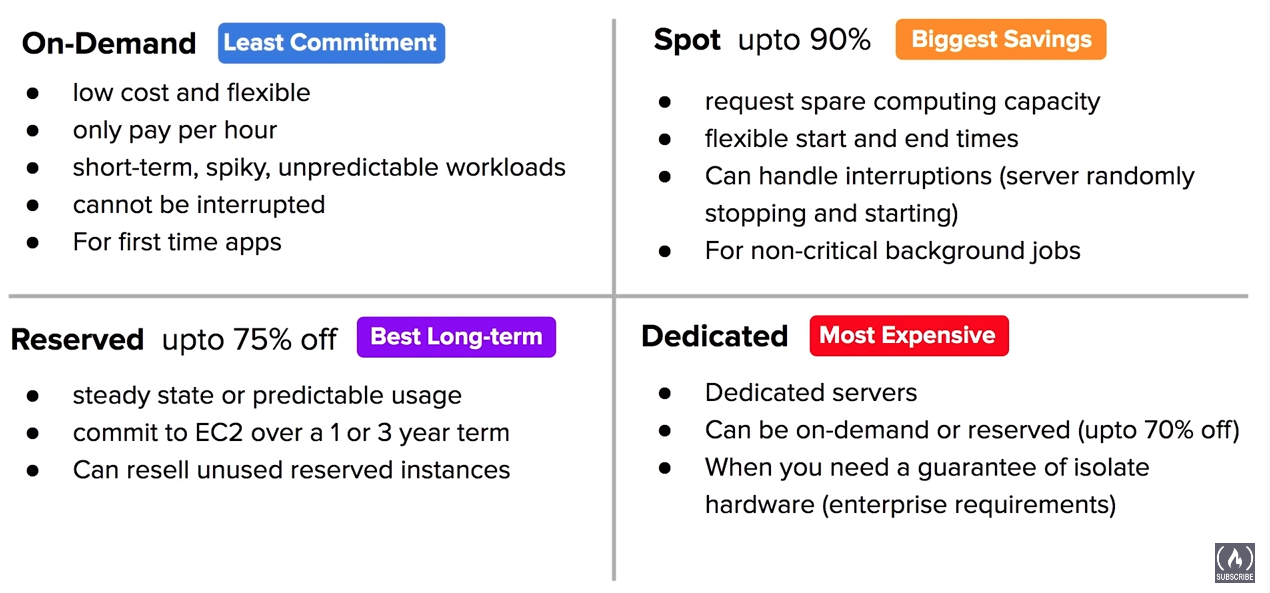 On-Demand Least Commitment
● low cost and flexible
● only pay per hour
● short-term, spiky, unpredictable workloads
● cannot be interrupted
● For first time apps
Spot upto 90% Biggest Savings
● request spare computing capacity
● flexible start and end times
● Can handle interruptions (server randomly
stopping and starting)
● For non-critical background jobs
Reserved upto 75% off Best Long-term
● steady state or predictable usage
● commit to EC2 over a 1 or 3 year term
● Can resell unused reserved instances
Dedicated Most Expensive
● Dedicated servers
● Can be on-demand or reserved (upto 70% off)
● When you need a guarantee of isolate
hardware (enterprise requirements)
SUBSCRIBE